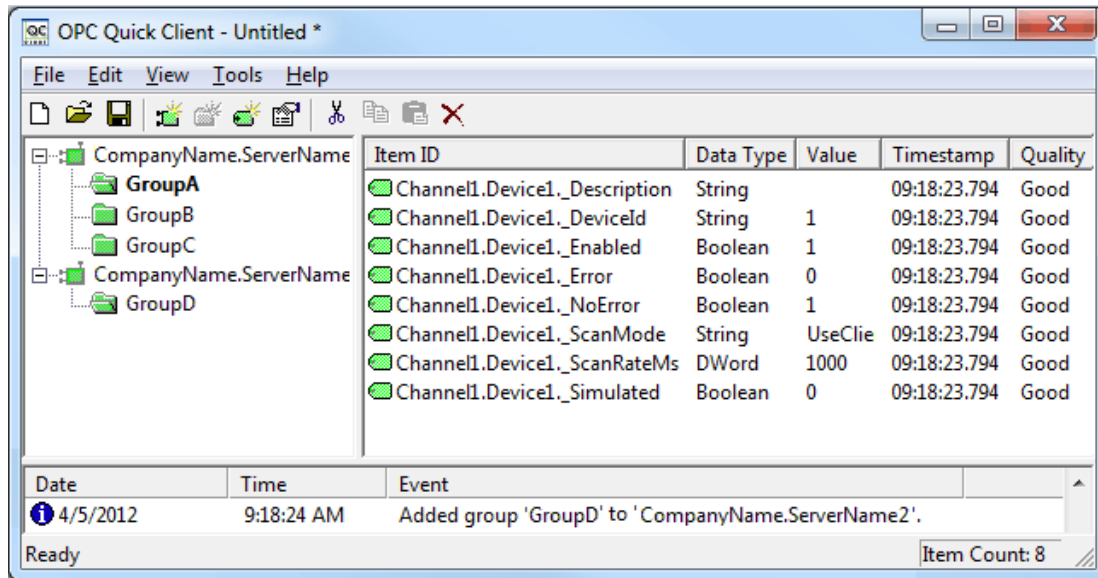 OPC Quick Client - Untitled *
File Edit View Tools Help
CompanyName.ServerName
GroupA
GroupB
GroupC
CompanyName.ServerName
GroupD
Item ID Data Type Value Timestamp Quality
Channel1.Device1._Description String 09:18:23.794 Good
Channel1.Device1._DeviceId String 1 09:18:23.794 Good
Channel1.Device1._Enabled Boolean 1 09:18:23.794 Good
Channel1.Device1._Error Boolean 0 09:18:23.794 Good
Channel1.Device1._NoError Boolean 1 09:18:23.794 Good
Channel1.Device1._ScanMode String UseClie 09:18:23.794 Good
Channel1.Device1._ScanRateMs DWord 1000 09:18:23.794 Good
Channel1.Device1._Simulated Boolean 0 09:18:23.794 Good
Date Time Event
4/5/2012 9:18:24 AM Added group 'GroupD' to 'CompanyName.ServerName2'.
Ready Item Count: 8